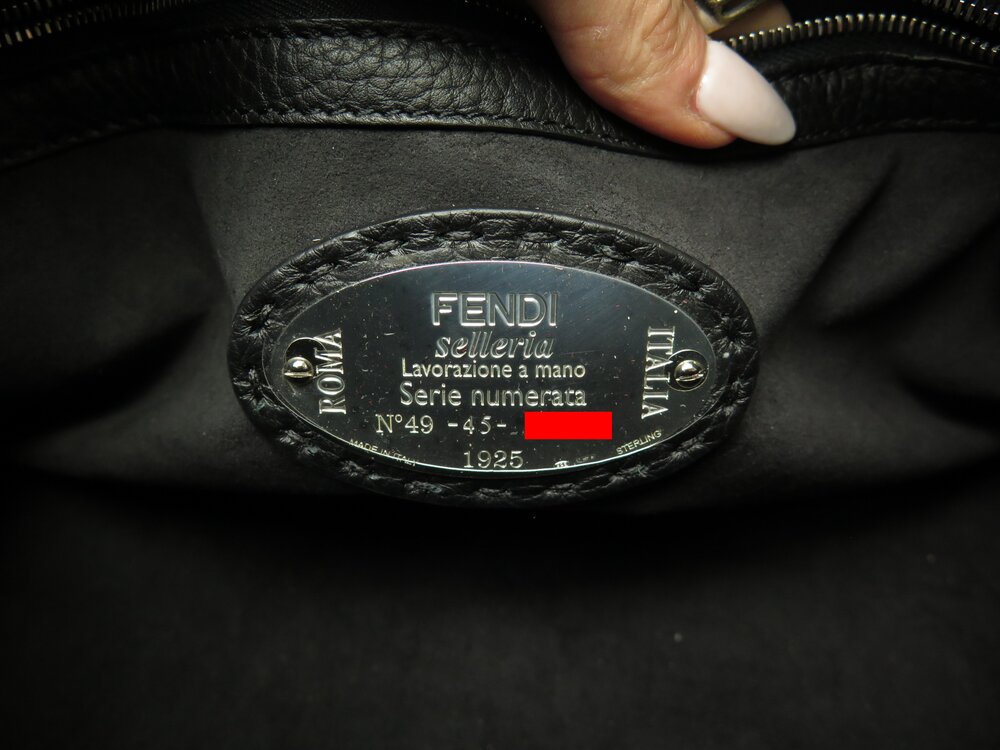 FENDI
selleria
Lavorazione a mano
Serie numerata
N°49 -45-
1925
ROMA
ITALIA
MADE IN ITALY
STERLING